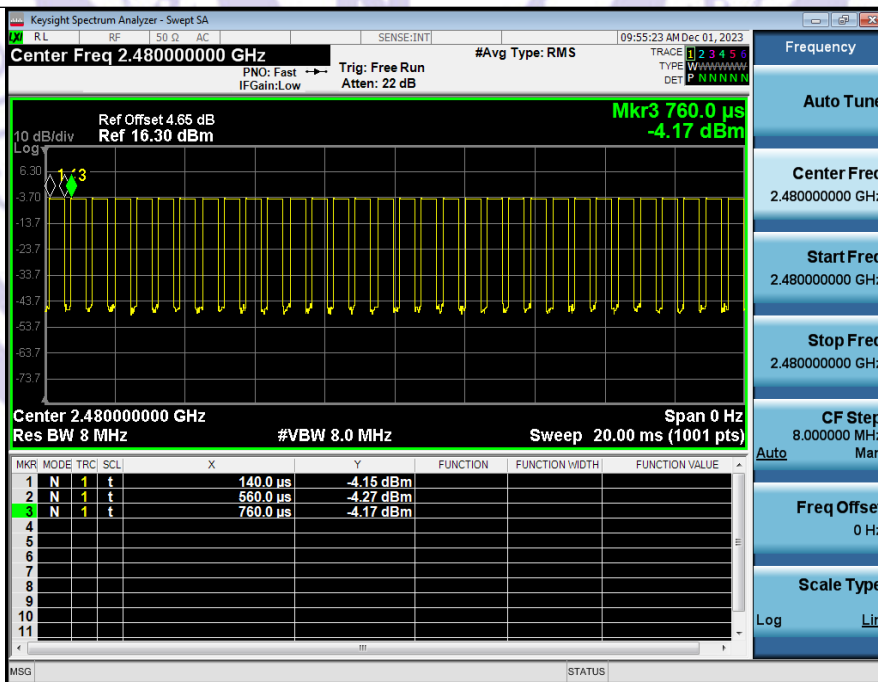 Keysight Spectrum Analyzer - Swept SA
LXI RL RF 50 Ω AC SENSE:INT 09:55:23 AM Dec 01, 2023
Center Freq 2.480000000 GHz #Avg Type: RMS TRACE 1 2 3 4 5 6
PNO: Fast Trig: Free Run TYPE WWWWWW
IFGain:Low Atten: 22 dB DET P N N N N N
Mkr3 760.0 µs
Ref Offset 4.65 dB
10 dB/div Ref 16.30 dBm -4.17 dBm
Log
6.30
-3.70
-13.7
-23.7
-33.7
-43.7
-53.7
-63.7
-73.7
3
Center 2.480000000 GHz Span 0 Hz
Res BW 8 MHz #VBW 8.0 MHz Sweep 20.00 ms (1001 pts)
MKR MODE TRC SCL X Y FUNCTION FUNCTION WIDTH FUNCTION VALUE
1 N 1 t 140.0 µs -4.15 dBm
2 N 1 t 560.0 µs -4.27 dBm
3 N 1 t 760.0 µs -4.17 dBm
4
5
6
7
8
9
10
11
MSG STATUS
Frequency
Auto Tune
Center Freq
2.480000000 GHz
Start Freq
2.480000000 GHz
Stop Freq
2.480000000 GHz
CF Step
8.000000 MHz
Auto Man
Freq Offset
0 Hz
Scale Type
Log Lin